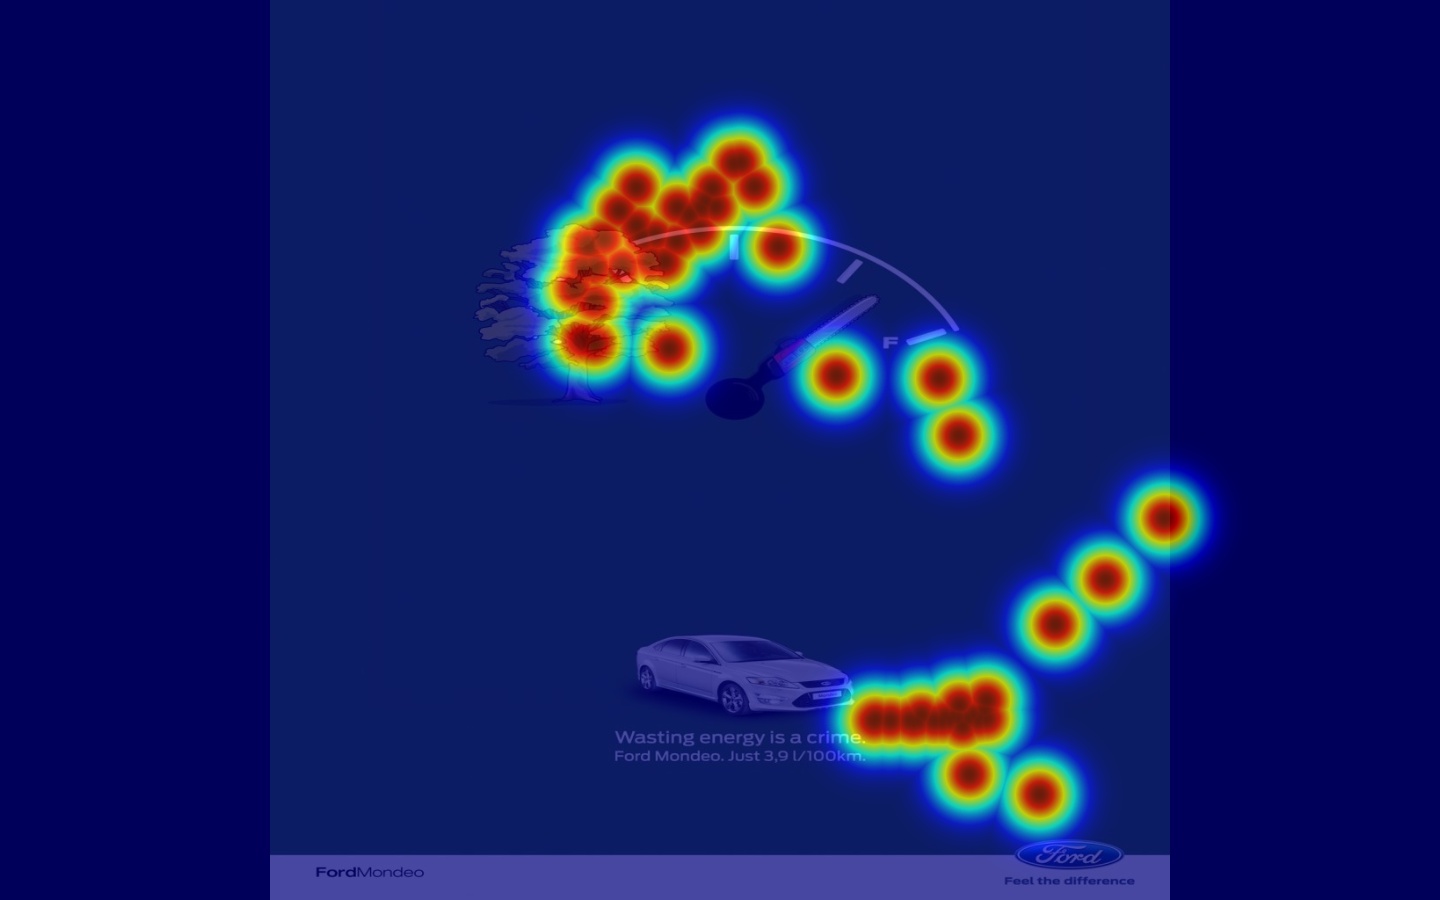 F
Wasting energy is a crime.
Ford Mondeo. Just 3,9 l/100km.
FordMondeo
Ford
Feel the difference